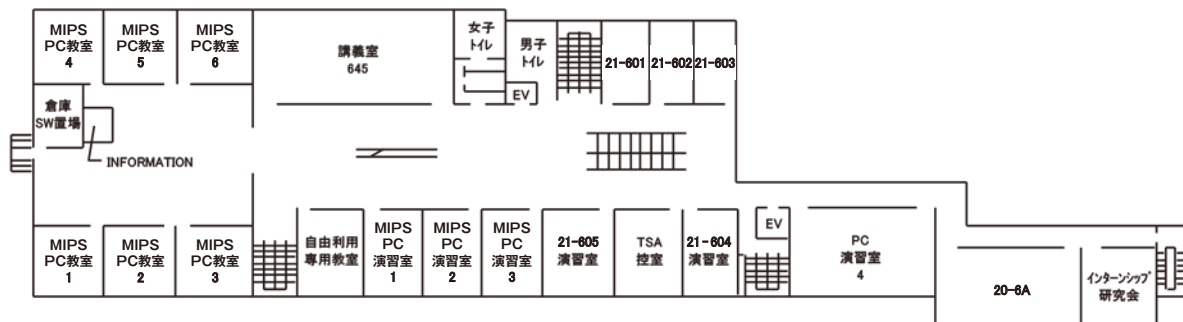 MIPS
PC教室
4
MIPS
PC教室
5
MIPS
PC教室
6
講義室
645
女子
トイレ
男子
トイレ
EV
21-601
21-602
21-603
倉庫
SW置場
INFORMATION
MIPS
PC教室
1
MIPS
PC教室
2
MIPS
PC教室
3
自由利用
専用教室
MIPS
PC
演習室
1
MIPS
PC
演習室
2
MIPS
PC
演習室
3
21-605
演習室
TSA
控室
21-604
演習室
EV
PC
演習室
4
20-6A
インターンシップ
研究会